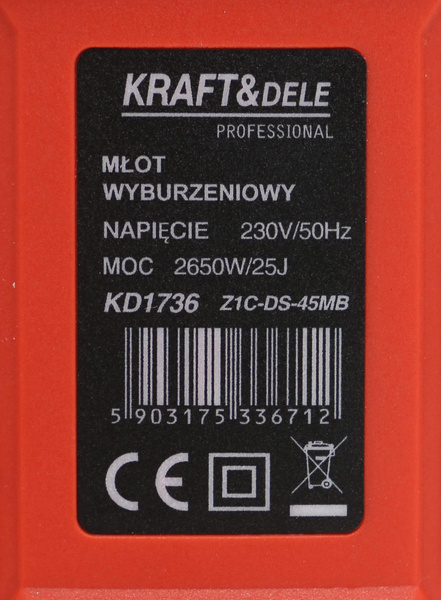 KRAFT&DELE
PROFESSIONAL
MŁOT
WYBURZENIOWY
NAPIĘCIE 230V/50Hz
MOC 2650W/25J
KD1736 Z1C-DS-45MB
5 903175 336712
CE